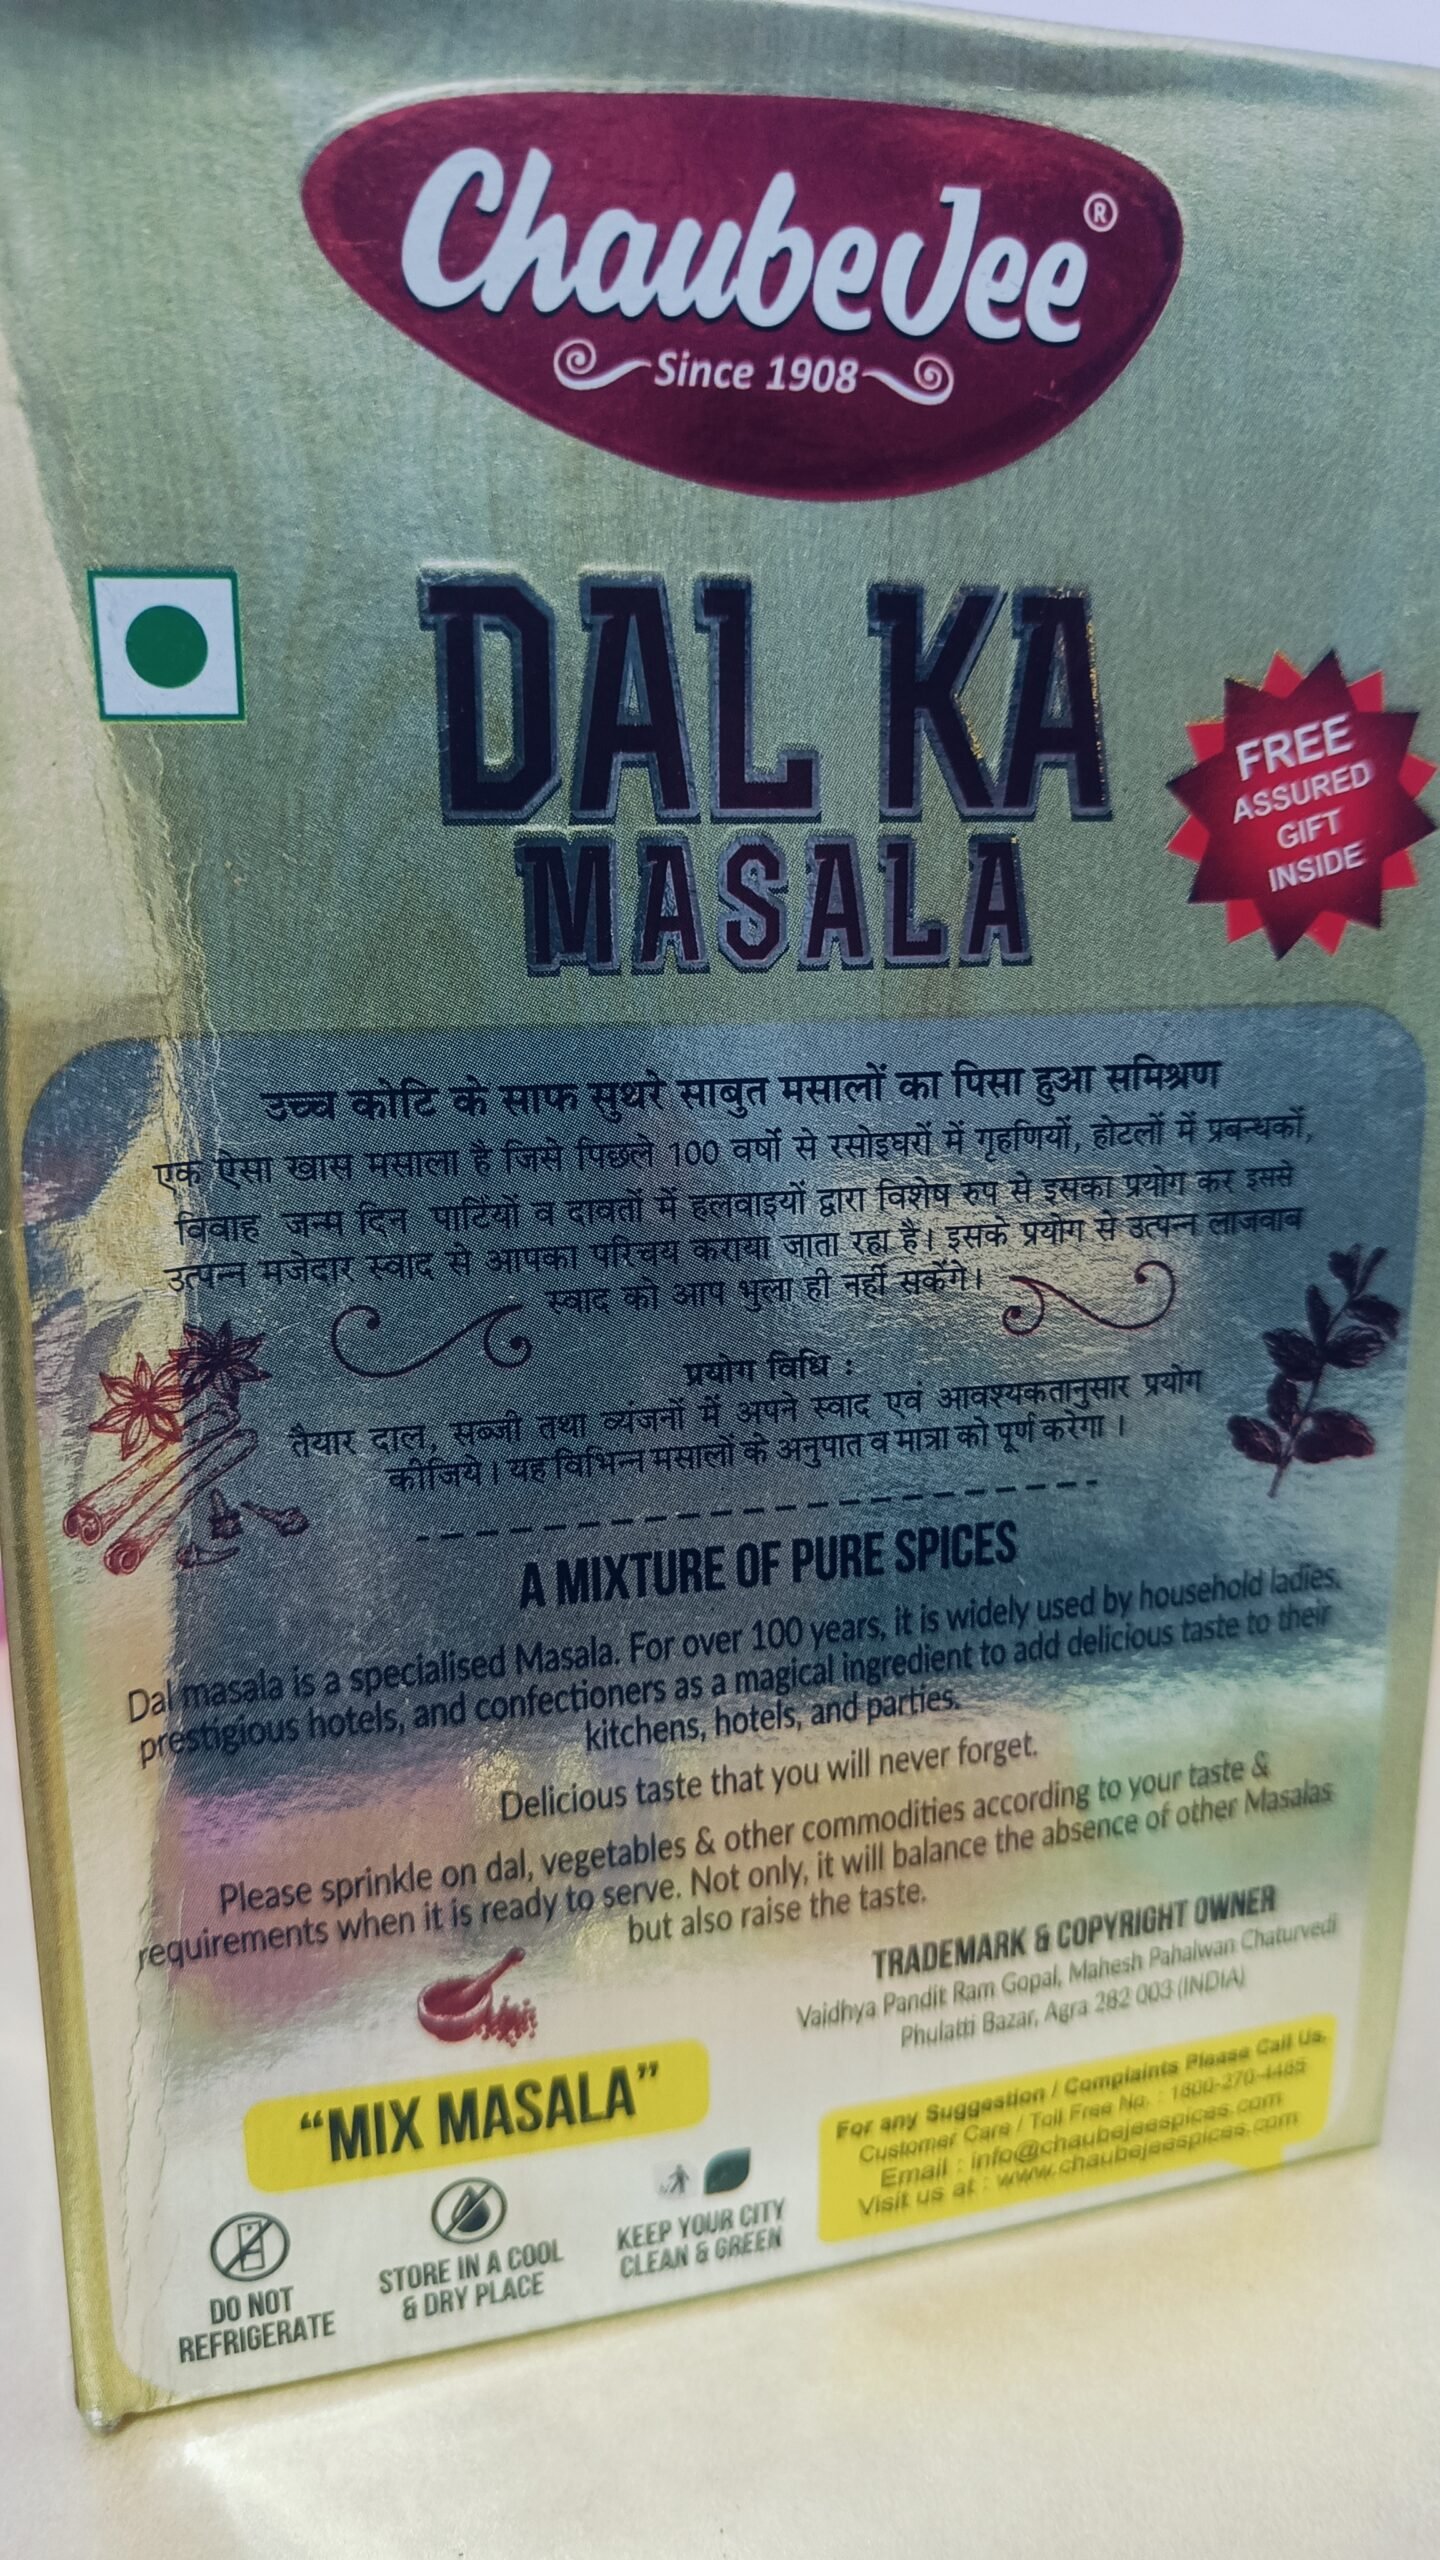 ChaubeJee®
Since 1908
DAL KA
MASALA
FREE
ASSURED
GIFT
INSIDE
उच्च कोटि के साफ सुथरे साबुत मसालों का पिसा हुआ समिश्रण
एक ऐसा खास मसाला है जिसे पिछले 100 वर्षो से रसोइघरों में गृहणियों, होटलों में प्रबन्धकों,
विवाह जन्म दिन पार्टियों व दावतों में हलवाइयों द्वारा विशेष रुप से इसका प्रयोग कर इससे
उत्पन्न मजेदार स्वाद से आपका परिचय कराया जाता रहा है। इसके प्रयोग से उत्पन्न लाजवाब
स्वाद को आप भुला ही नहीं सकेंगे।
प्रयोग विधि :
तैयार दाल, सब्जी तथा व्यंजनों में अपने स्वाद एवं आवश्यकतानुसार प्रयोग
कीजिये। यह विभिन्न मसालों के अनुपात व मात्रा को पूर्ण करेगा।
A MIXTURE OF PURE SPICES
Dal masala is a specialised Masala. For over 100 years, it is widely used by household ladies,
prestigious hotels, and confectioners as a magical ingredient to add delicious taste to their
kitchens, hotels, and parties.
Delicious taste that you will never forget.
Please sprinkle on dal, vegetables & other commodities according to your taste &
requirements when it is ready to serve. Not only, it will balance the absence of other Masalas
but also raise the taste.
TRADEMARK & COPYRIGHT OWNER
Vaidhya Pandit Ram Gopal, Mahesh Pahalwan Chaturvedi
Phulatti Bazar, Agra 282 003 (INDIA)
"MIX MASALA"
For any Suggestion / Complaints Please Call Us.
Customer Care / Toll Free No. : 1800-270-4465
Email : info@chaubejeespices.com
Visit us at : www.chaubejeespices.com
DO NOT
REFRIGERATE
STORE IN A COOL
& DRY PLACE
KEEP YOUR CITY
CLEAN & GREEN